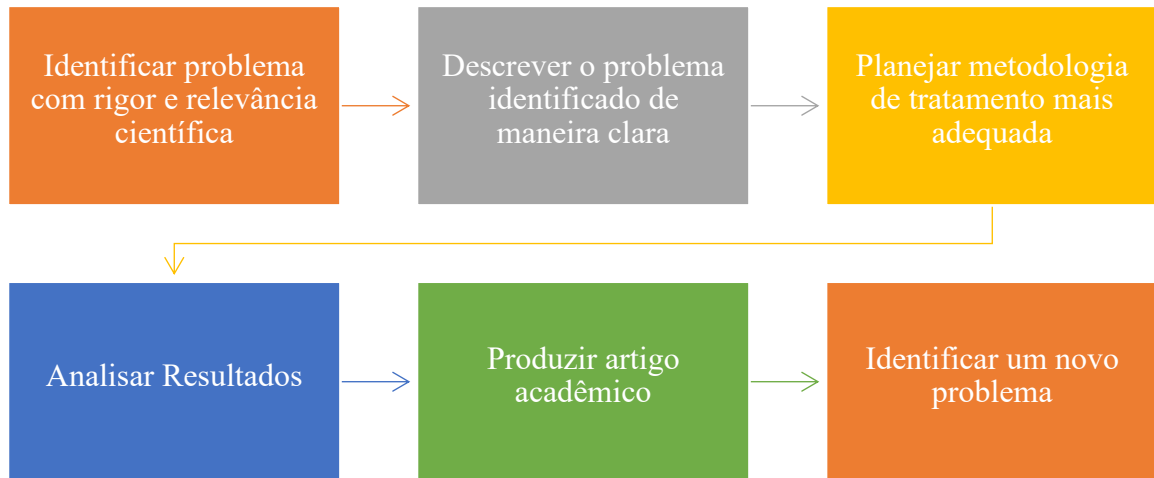 Identificar problema
com rigor e relevância
científica
Descrever o problema
identificado de
maneira clara
Planejar metodologia
de tratamento mais
adequada
Analisar Resultados
Produzir artigo
acadêmico
Identificar um novo
problema